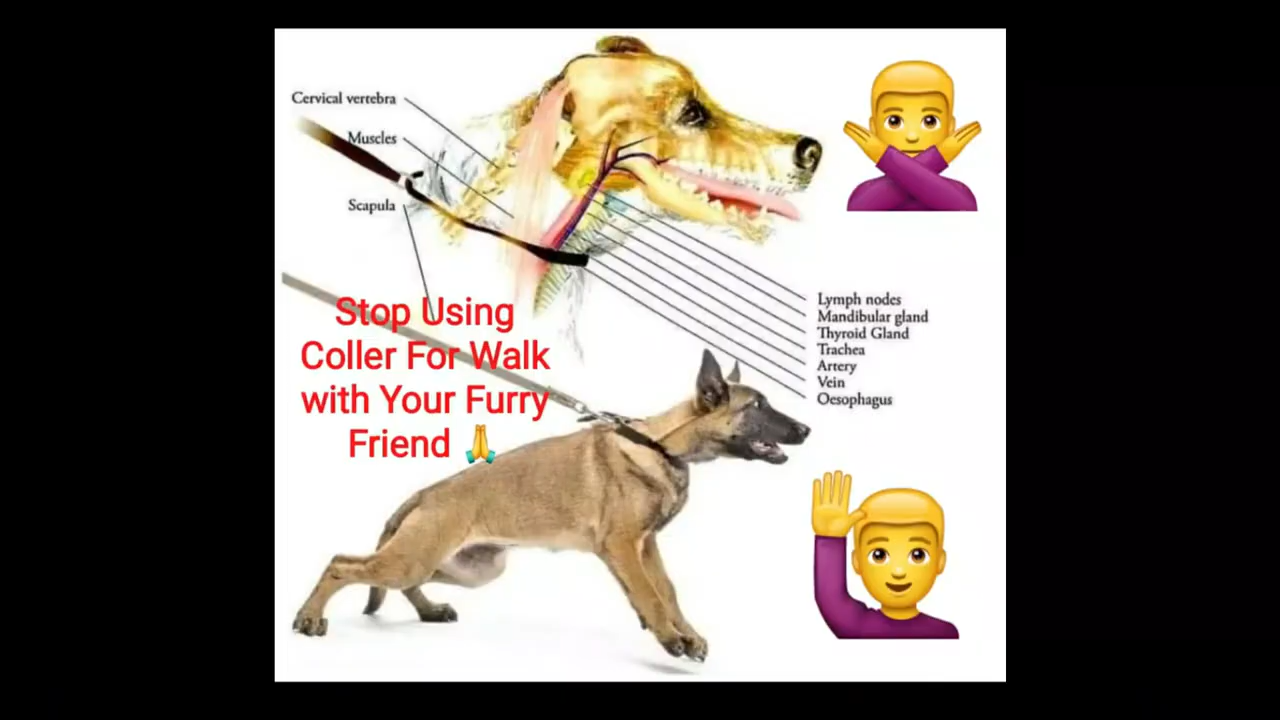 Cervical vertebra
Muscles
Scapula
Stop Using
Coller For Walk
with Your Furry
Friend 🙏
Lymph nodes
Mandibular gland
Thyroid Gland
Trachea
Artery
Vein
Oesophagus